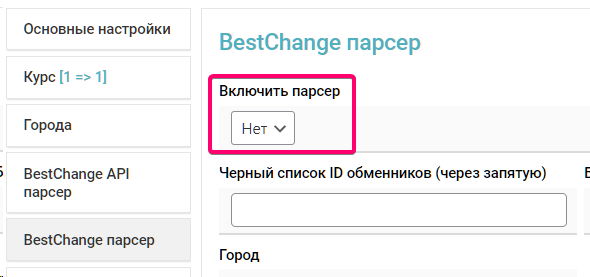 Основные настройки
Курс [1 => 1]
Города
BestChange API
парсер
BestChange парсер
BestChange парсер
Включить парсер
Нет
Черный список ID обменников (через запятую)
Город